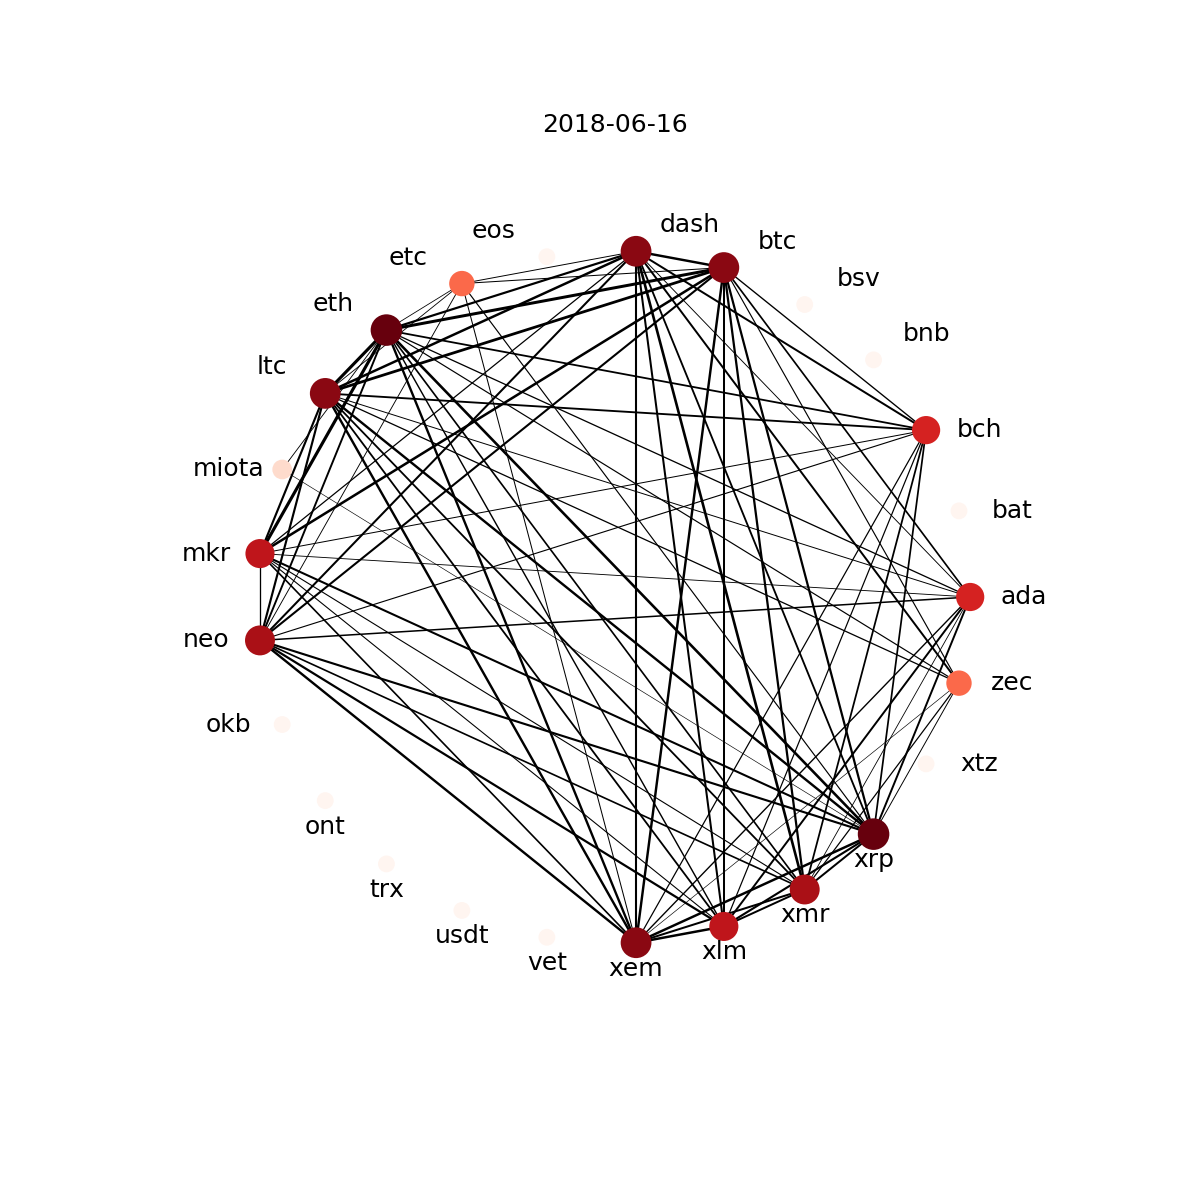 2018-06-16
dash
eos
btc
etc
bsv
eth
bnb
ltc
bch
miota
bat
mkr
ada
neo
zec
okb
xtz
ont
xrp
trx
xmr
usdt
xlm
vet
xem